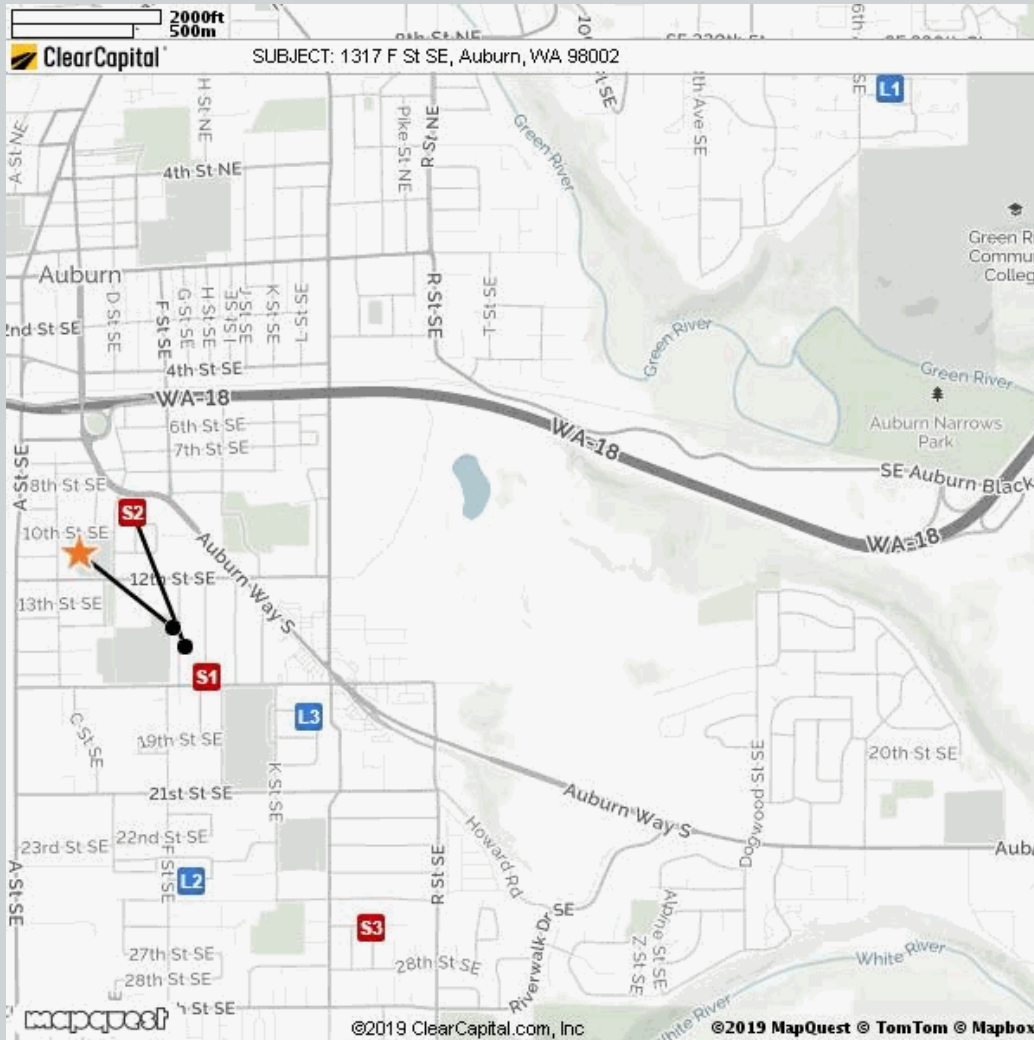 2000ft
500m
ClearCapital
SUBJECT: 1317 F St SE, Auburn, WA 98002
L1
A St NE
H St NE
Pike St NE
R St NE
Green River
4th St NE
Green R
Commu
Colleg
Auburn
D St SE
F St SE
G St SE
H St SE
I St SE
J St SE
K St SE
L St SE
R St SE
T St SE
2nd St SE
Green River
4th St SE
Green River
WA-18
6th St SE
7th St SE
WA-18
Auburn Narrows
Park
A St SE
8th St SE
SE Auburn Black
S2
10th St SE
WA-18
Auburn Way S
12th St SE
13th St SE
S1
L3
C St SE
19th St SE
Dogwood St SE
20th St SE
K St SE
21st St SE
Auburn Way S
22nd St SE
23rd St SE
Howard Rd
Aub
F St SE
L2
A St SE
R St SE
SE
Alpine St SE
Z St SE
S3
Riverwalk Dr
27th St SE
28th St SE
28th St SE
White River
White River
mapquest
©2019 ClearCapital.com, Inc
©2019 MapQuest © TomTom © Mapbox